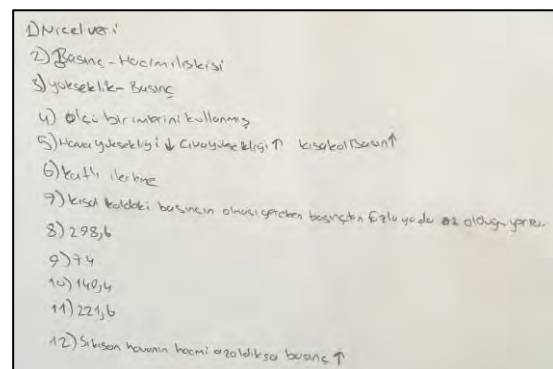 1) Nicel veri
2) Basınç - Hacim ilişkisi
3) yükseklik - Basınç
4) ölçü birimlerini kullanmış
5) Hava yüksekliği ↓ Civa yüksekliği ↑ kısa kol Basınç ↑
6) katlı ilerleme
7) kısa koldaki basıncın olması gereken basınçtan fazla ya da az olduğu yorumu
8) 298,6
9) 74
10) 140,4
11) 221,6
12) Sıkışan havanın hacmi azaldıkça basınç ↑